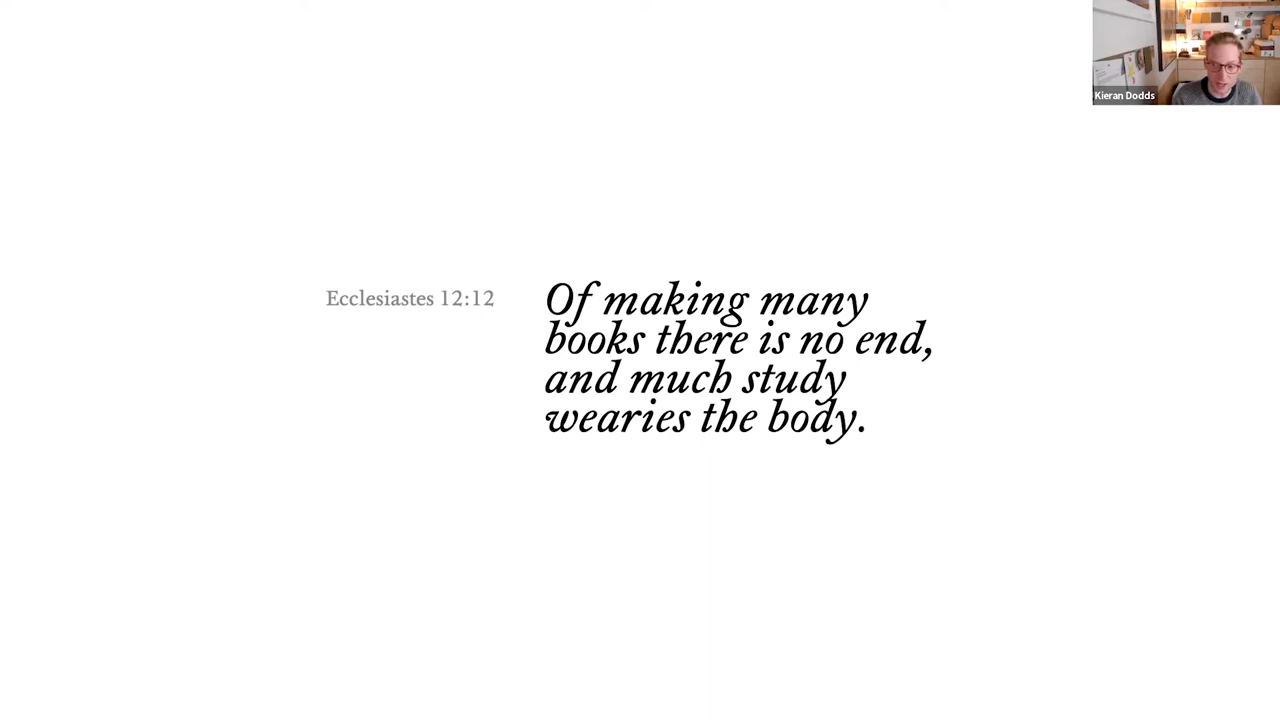 Kieran Dodds
Ecclesiastes 12:12
Of making many
books there is no end,
and much study
wearies the body.